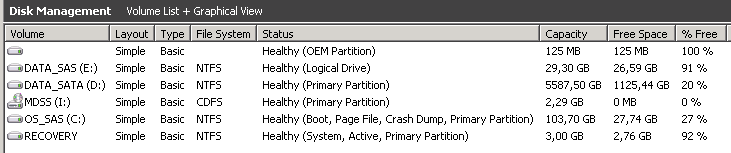 Disk Management Volume List + Graphical View
Volume Layout Type File System Status Capacity Free Space % Free
Simple Basic Healthy (OEM Partition) 125 MB 125 MB 100 %
DATA_SAS (E:) Simple Basic NTFS Healthy (Logical Drive) 29,30 GB 26,59 GB 91 %
DATA_SATA (D:) Simple Basic NTFS Healthy (Primary Partition) 5587,50 GB 1125,44 GB 20 %
MDSS (I:) Simple Basic CDFS Healthy (Primary Partition) 2,29 GB 0 MB 0 %
OS_SAS (C:) Simple Basic NTFS Healthy (Boot, Page File, Crash Dump, Primary Partition) 103,70 GB 27,74 GB 27 %
RECOVERY Simple Basic NTFS Healthy (System, Active, Primary Partition) 3,00 GB 2,76 GB 92 %